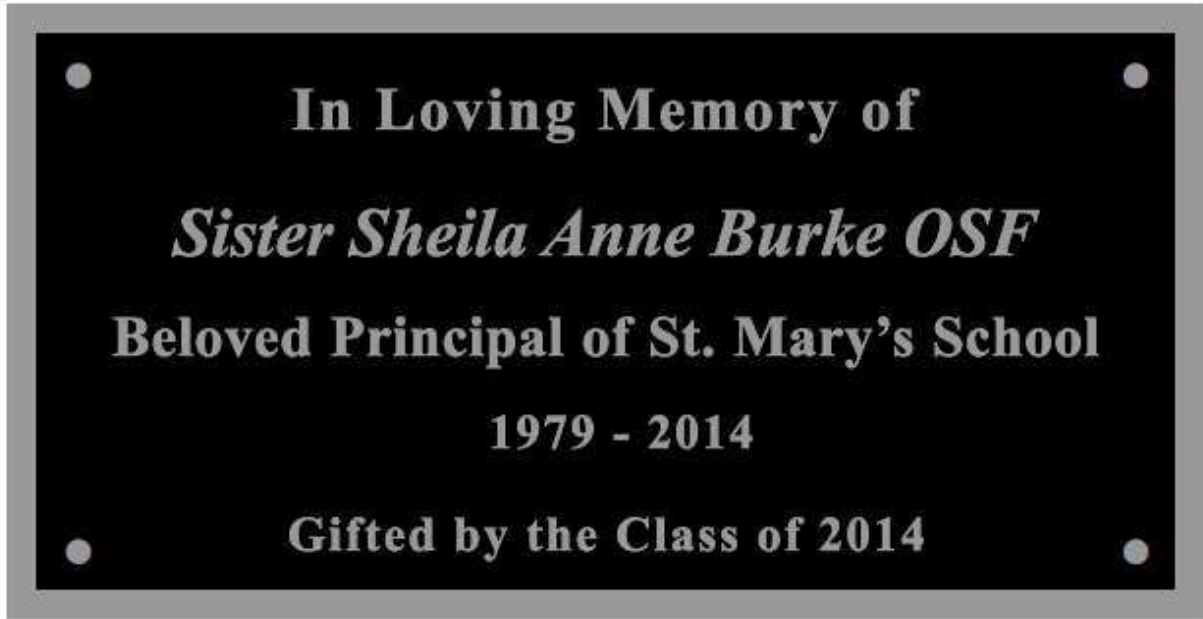 In Loving Memory of
Sister Sheila Anne Burke OSF
Beloved Principal of St. Mary’s School
1979 - 2014
Gifted by the Class of 2014